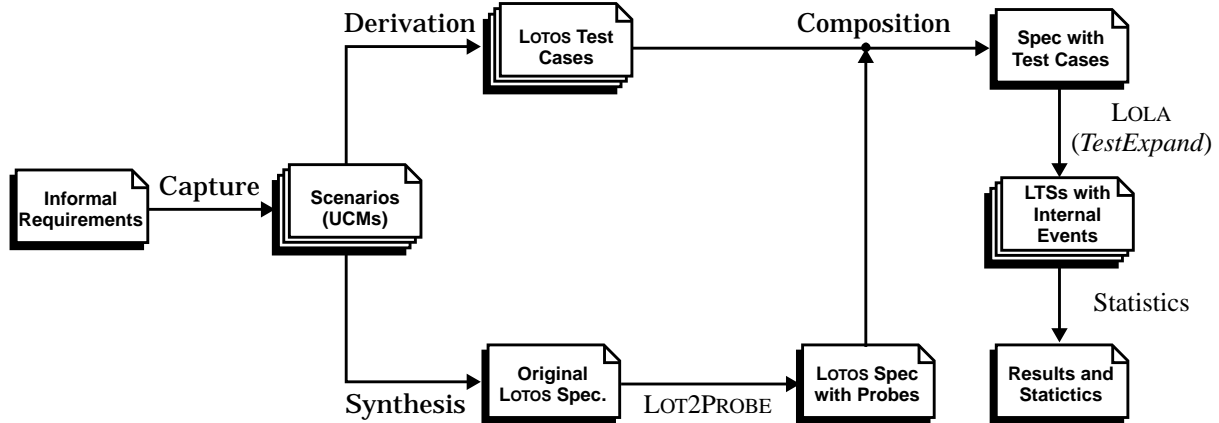 Derivation
LOTOS Test
Cases
Composition
Spec with
Test Cases
LOLA
(TestExpand)
Informal
Requirements
Capture
Scenarios
(UCMs)
LTSs with
Internal
Events
Statistics
Synthesis
Original
LOTOS Spec.
LOT2PROBE
LOTOS Spec
with Probes
Results and
Statictics